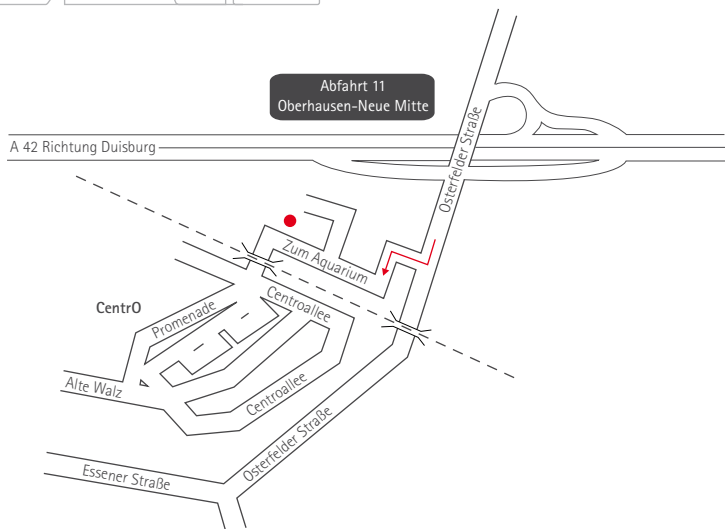 Abfahrt 11
Oberhausen-Neue Mitte
A 42 Richtung Duisburg
Osterfelder Straße
Zum Aquarium
CentrO
Promenade
Centroallee
Alte Walz
Centroallee
Osterfelder Straße
Essener Straße